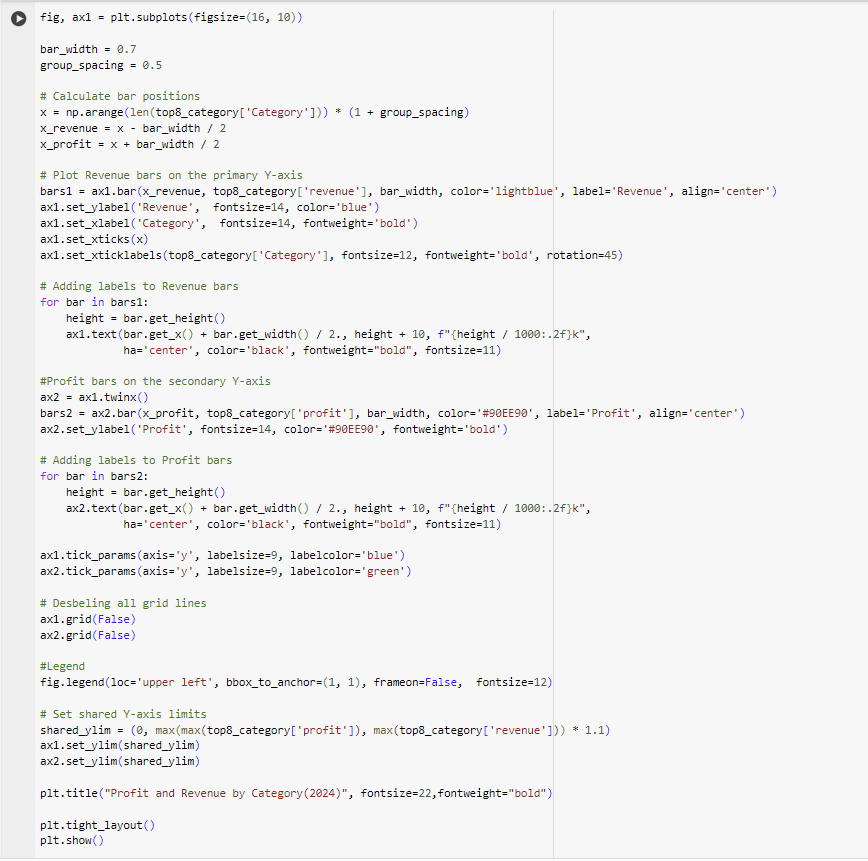 fig, ax1 = plt.subplots(figsize=(16, 10))

bar_width = 0.7
group_spacing = 0.5

# Calculate bar positions
x = np.arange(len(top8_category['Category'])) * (1 + group_spacing)
x_revenue = x - bar_width / 2
x_profit = x + bar_width / 2

# Plot Revenue bars on the primary Y-axis
bars1 = ax1.bar(x_revenue, top8_category['revenue'], bar_width, color='lightblue', label='Revenue', align='center')
ax1.set_ylabel('Revenue',  fontsize=14, color='blue')
ax1.set_xlabel('Category',  fontsize=14, fontweight='bold')
ax1.set_xticks(x)
ax1.set_xticklabels(top8_category['Category'], fontsize=12, fontweight='bold', rotation=45)

# Adding labels to Revenue bars
for bar in bars1:
    height = bar.get_height()
    ax1.text(bar.get_x() + bar.get_width() / 2., height + 10, f"{height / 1000:.2f}k",
             ha='center', color='black', fontweight="bold", fontsize=11)

#Profit bars on the secondary Y-axis
ax2 = ax1.twinx()
bars2 = ax2.bar(x_profit, top8_category['profit'], bar_width, color='#90EE90', label='Profit', align='center')
ax2.set_ylabel('Profit', fontsize=14, color='#90EE90', fontweight='bold')

# Adding labels to Profit bars
for bar in bars2:
    height = bar.get_height()
    ax2.text(bar.get_x() + bar.get_width() / 2., height + 10, f"{height / 1000:.2f}k",
             ha='center', color='black', fontweight="bold", fontsize=11)

ax1.tick_params(axis='y', labelsize=9, labelcolor='blue')
ax2.tick_params(axis='y', labelsize=9, labelcolor='green')

# Desbeling all grid lines
ax1.grid(False)
ax2.grid(False)

#Legend
fig.legend(loc='upper left', bbox_to_anchor=(1, 1), frameon=False,  fontsize=12)

# Set shared Y-axis limits
shared_ylim = (0, max(max(top8_category['profit']), max(top8_category['revenue'])) * 1.1)
ax1.set_ylim(shared_ylim)
ax2.set_ylim(shared_ylim)

plt.title("Profit and Revenue by Category(2024)", fontsize=22,fontweight="bold")

plt.tight_layout()
plt.show()